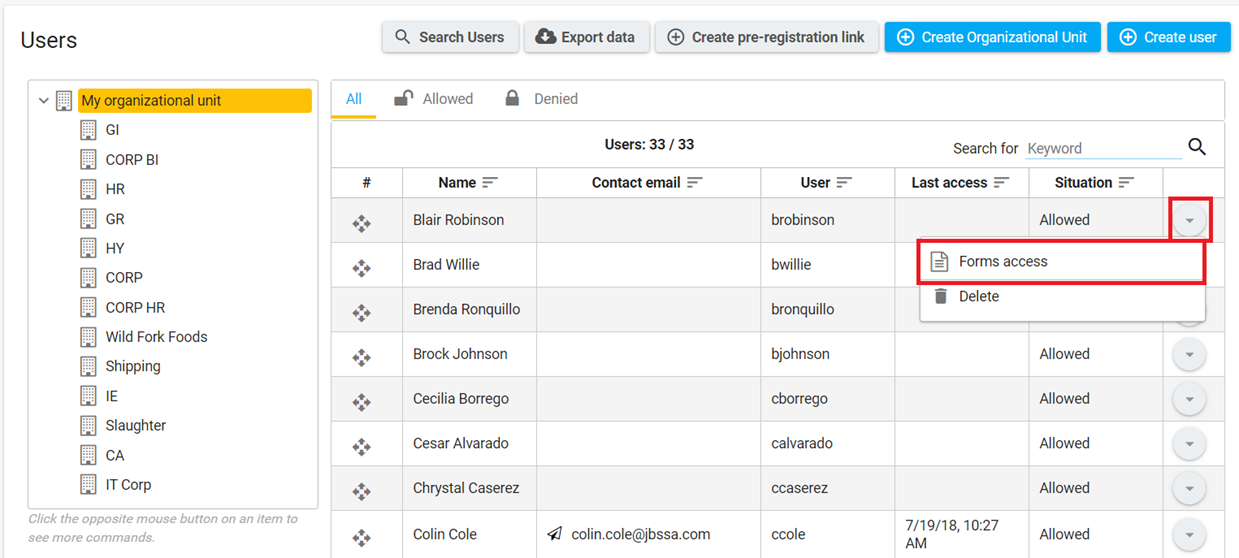 Users
Search Users
Export data
Create pre-registration link
Create Organizational Unit
Create user
My organizational unit
GI
CORP BI
HR
GR
HY
CORP
CORP HR
Wild Fork Foods
Shipping
IE
Slaughter
CA
IT Corp
Click the opposite mouse button on an item to
see more commands.
All Allowed Denied
Users: 33 / 33
Search for Keyword
# Name Contact email User Last access Situation
Blair Robinson brobinson Allowed
Brad Willie bwillie
Forms access
Delete
Brenda Ronquillo bronquillo
Brock Johnson bjohnson Allowed
Cecilia Borrego cborrego Allowed
Cesar Alvarado calvarado Allowed
Chrystal Caserez ccaserez Allowed
Colin Cole colin.cole@jbssa.com ccole 7/19/18, 10:27 Allowed
AM